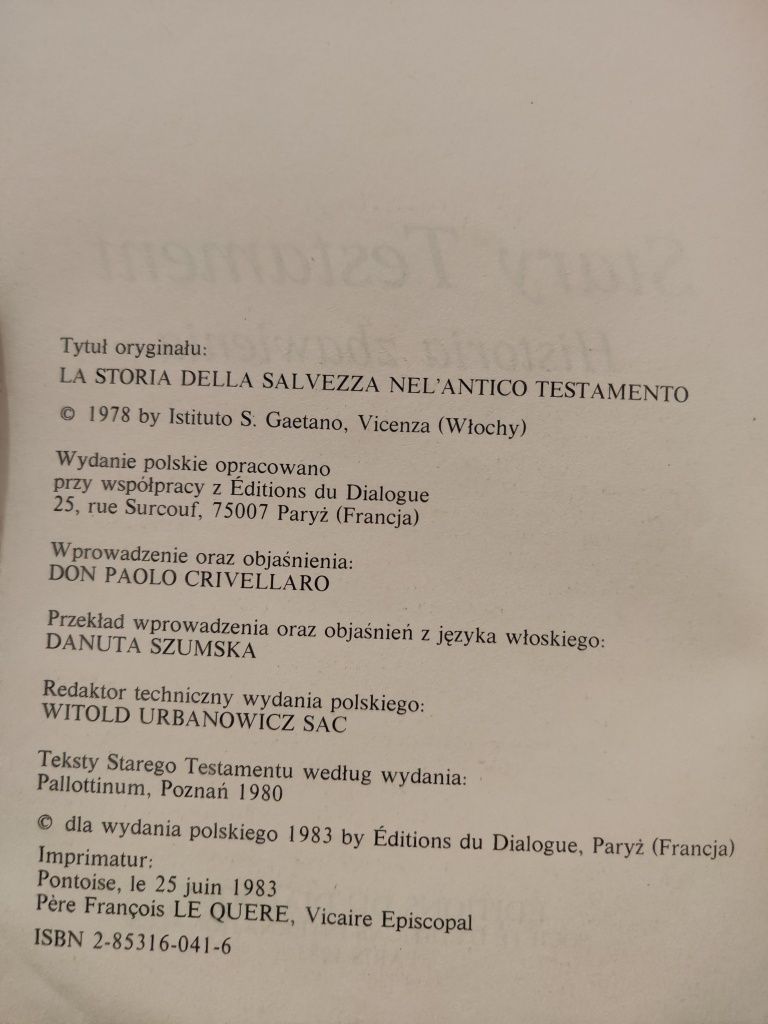 Tytuł oryginału:
LA STORIA DELLA SALVEZZA NEL'ANTICO TESTAMENTO
© 1978 by Istituto S. Gaetano, Vicenza (Włochy)
Wydanie polskie opracowano
przy współpracy z Éditions du Dialogue
25, rue Surcouf, 75007 Paryż (Francja)
Wprowadzenie oraz objaśnienia:
DON PAOLO CRIVELLARO
Przekład wprowadzenia oraz objaśnień z języka włoskiego:
DANUTA SZUMSKA
Redaktor techniczny wydania polskiego:
WITOLD URBANOWICZ SAC
Teksty Starego Testamentu według wydania:
Pallottinum, Poznań 1980
© dla wydania polskiego 1983 by Éditions du Dialogue, Paryż (Francja)
Imprimatur:
Pontoise, le 25 juin 1983
Père François LE QUERE, Vicaire Episcopal
ISBN 2-85316-041-6